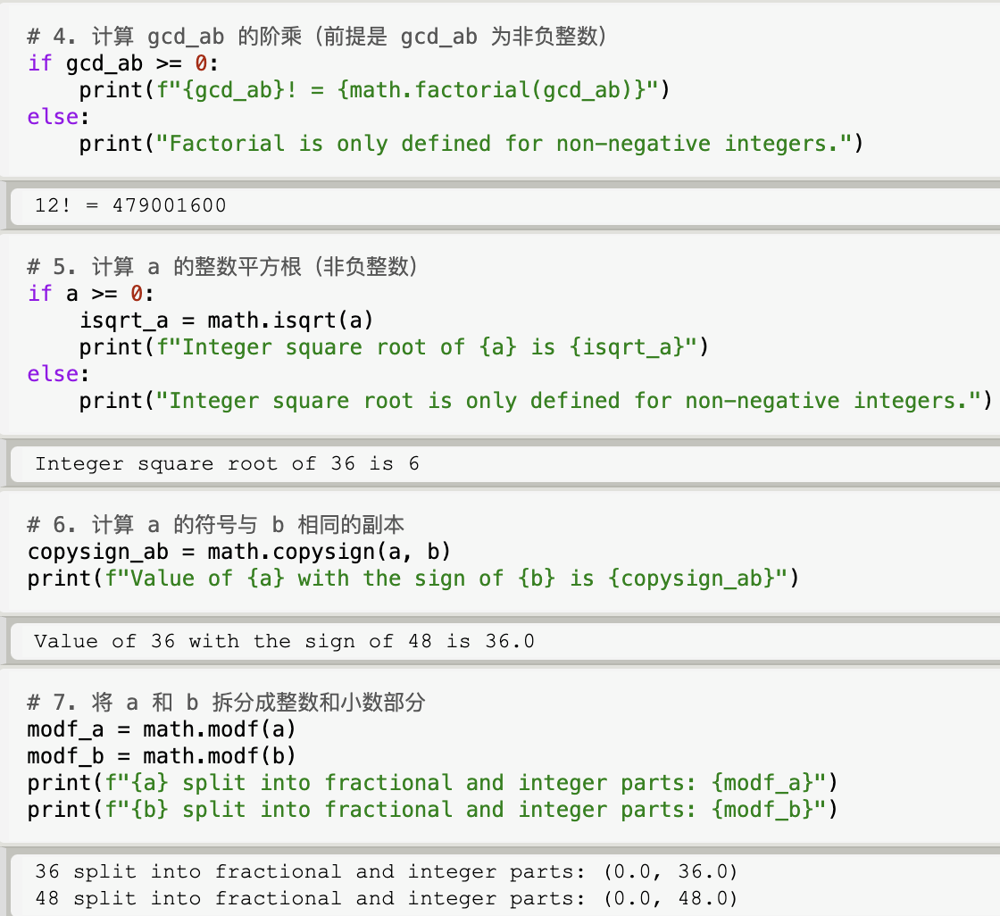 # 4. 计算 gcd_ab 的阶乘（前提是 gcd_ab 为非负整数）
if gcd_ab >= 0:
    print(f"{gcd_ab}! = {math.factorial(gcd_ab)}")
else:
    print("Factorial is only defined for non-negative integers.")
12! = 479001600
# 5. 计算 a 的整数平方根（非负整数）
if a >= 0:
    isqrt_a = math.isqrt(a)
    print(f"Integer square root of {a} is {isqrt_a}")
else:
    print("Integer square root is only defined for non-negative integers.")
Integer square root of 36 is 6
# 6. 计算 a 的符号与 b 相同的副本
copysign_ab = math.copysign(a, b)
print(f"Value of {a} with the sign of {b} is {copysign_ab}")
Value of 36 with the sign of 48 is 36.0
# 7. 将 a 和 b 拆分成整数和小数部分
modf_a = math.modf(a)
modf_b = math.modf(b)
print(f"{a} split into fractional and integer parts: {modf_a}")
print(f"{b} split into fractional and integer parts: {modf_b}")
36 split into fractional and integer parts: (0.0, 36.0)
48 split into fractional and integer parts: (0.0, 48.0)